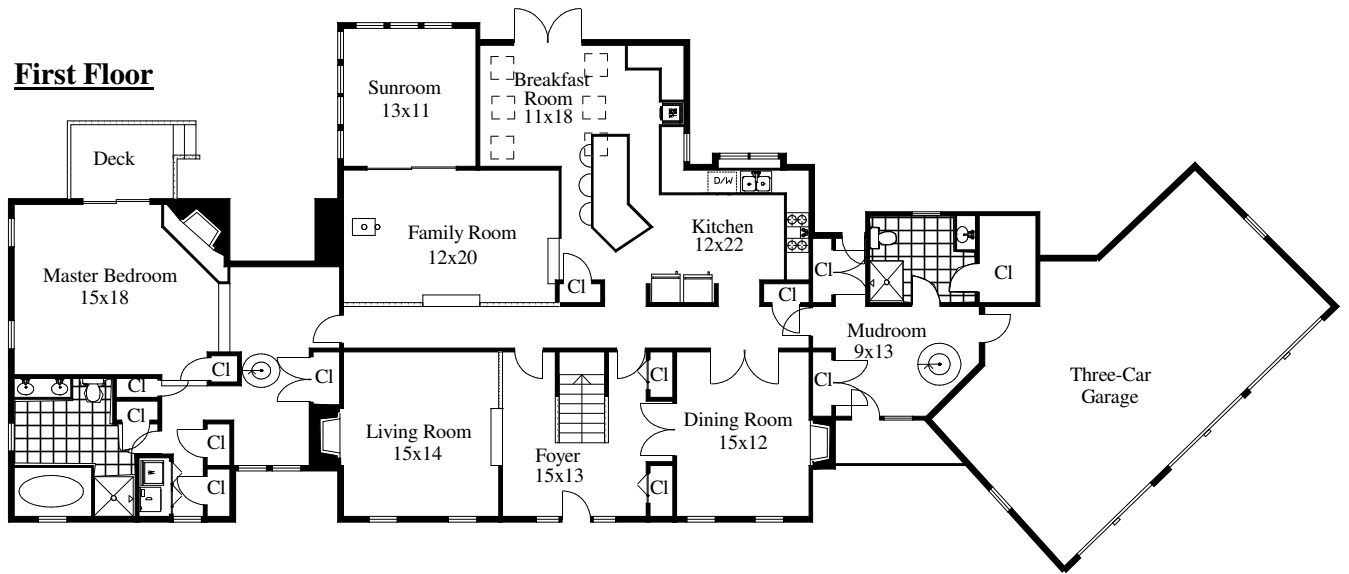 First Floor
Sunroom
13x11
Breakfast
Room
11x18
Deck
D/W
Kitchen
12x22
Family Room
12x20
Master Bedroom
15x18
Cl
Cl
Cl
Cl
Mudroom
9x13
Three-Car
Garage
Cl
Cl
Cl
Cl
Cl
Cl
Living Room
15x14
Dining Room
15x12
Foyer
15x13
Cl
Cl
Cl
W
D